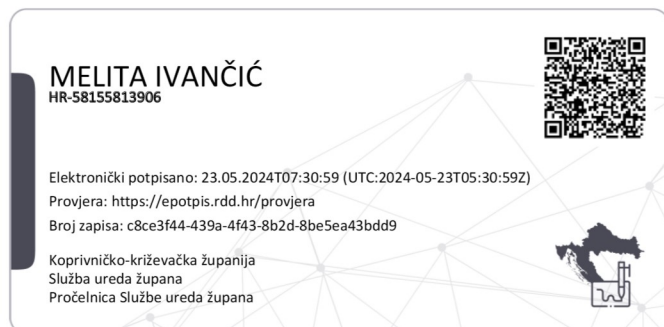 MELITA IVANČIĆ
HR-58155813906
Elektronički potpisano: 23.05.2024T07:30:59 (UTC:2024-05-23T05:30:59Z)
Provjera: https://epotpis.rdd.hr/provjera
Broj zapisa: c8ce3f44-439a-4f43-8b2d-8be5ea43bdd9
Koprivničko-križevačka županija
Služba ureda župana
Pročelnica Službe ureda župana